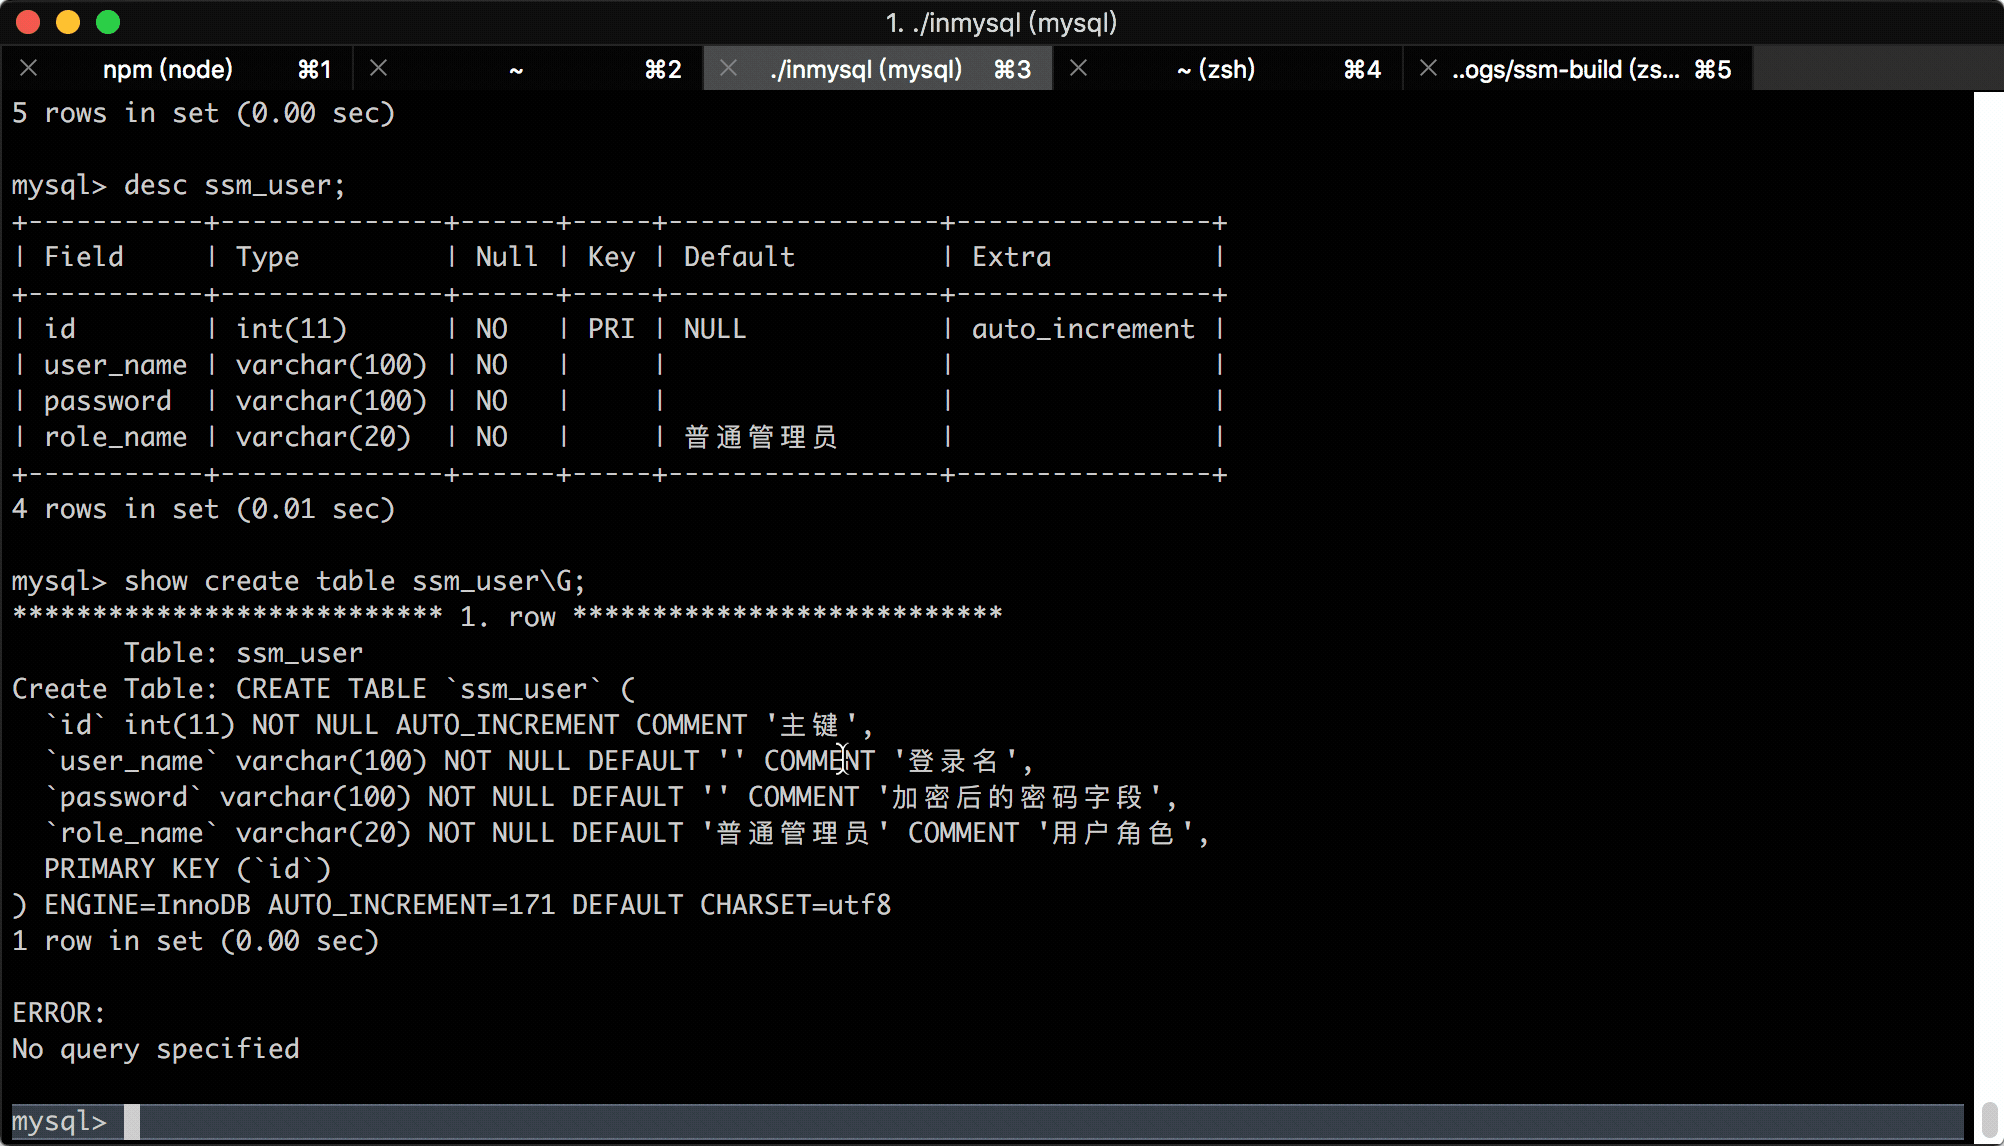 1. ./inmysql (mysql)
npm (node) ⌘1 ~ ⌘2 ./inmysql (mysql) ⌘3 ~ (zsh) ⌘4 ..ogs/ssm-build (zs... ⌘5
5 rows in set (0.00 sec)
mysql> desc ssm_user;
+-----------+--------------+------+-----+-----------------+----------------+
| Field     | Type         | Null | Key | Default         | Extra          |
+-----------+--------------+------+-----+-----------------+----------------+
| id        | int(11)      | NO   | PRI | NULL            | auto_increment |
| user_name | varchar(100) | NO   |     |                 |                |
| password  | varchar(100) | NO   |     |                 |                |
| role_name | varchar(20)  | NO   |     | 普通管理员      |                |
+-----------+--------------+------+-----+-----------------+----------------+
4 rows in set (0.01 sec)
mysql> show create table ssm_user\G;
*************************** 1. row ***************************
       Table: ssm_user
Create Table: CREATE TABLE `ssm_user` (
  `id` int(11) NOT NULL AUTO_INCREMENT COMMENT '主键',
  `user_name` varchar(100) NOT NULL DEFAULT '' COMMENT '登录名',
  `password` varchar(100) NOT NULL DEFAULT '' COMMENT '加密后的密码字段',
  `role_name` varchar(20) NOT NULL DEFAULT '普通管理员' COMMENT '用户角色',
  PRIMARY KEY (`id`)
) ENGINE=InnoDB AUTO_INCREMENT=171 DEFAULT CHARSET=utf8
1 row in set (0.00 sec)
ERROR:
No query specified
mysql>